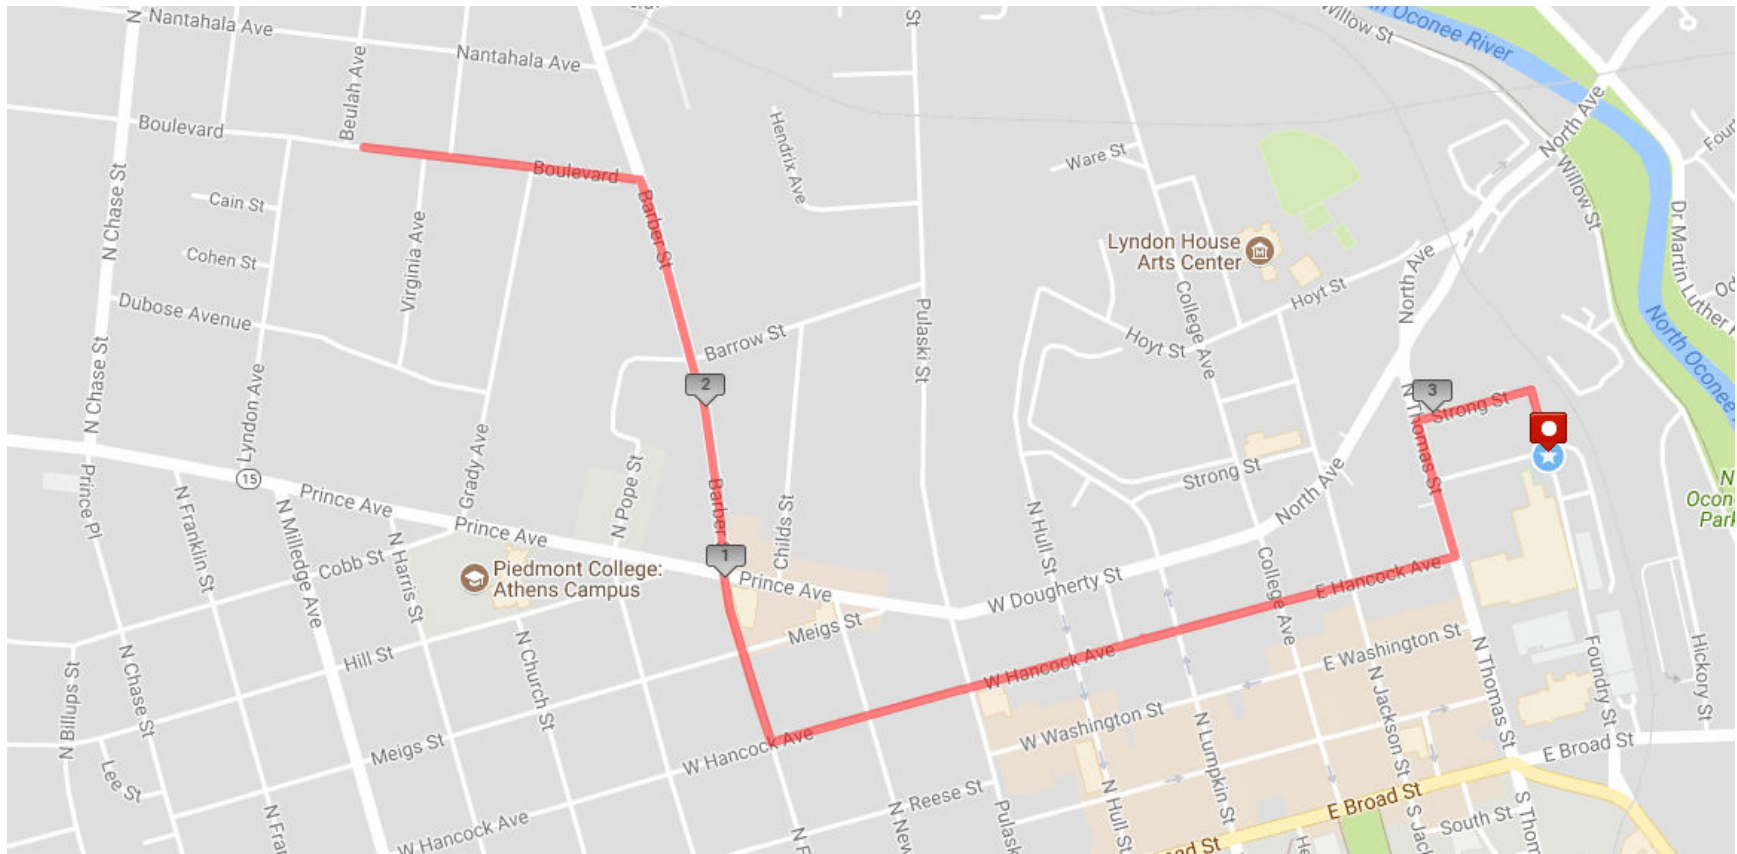 Nantahala Ave
Nantahala Ave
St
Willow St
Oconee River
Boulevard
Beulah Ave
Hendrix Ave
Ware St
North Ave
Willow St
Boulevard
N Chase St
Cain St
Cohen St
Virginia Ave
Barber St
Lyndon House
Arts Center
Dr Martin Luther
Dubose Avenue
Hoyt St
North Ave
College Ave
Pulaski St
Barrow St
Hoyt St
North Oconee
N Chase St
Lyndon Ave
2
3
N Thomas St
Strong St
Grady Ave
N Pope St
Barber
Childs St
Strong St
North Ave
15
Prince Pl
N Franklin St
Prince Ave
Prince Ave
N Milledge Ave
N Harris St
Cobb St
1
Prince Ave
N Hull St
W Dougherty St
College Ave
E Hancock Ave
Piedmont College:
Athens Campus
Meigs St
Hill St
N Church St
N Chase St
N Billups St
W Hancock Ave
E Washington St
N Thomas St
N Jackson St
Foundry St
Hickory St
W Washington St
N Lumpkin St
Meigs St
W Hancock Ave
Lee St
Reese St
E Broad St
E Broad St
N Hull St
South St
W Hancock Ave